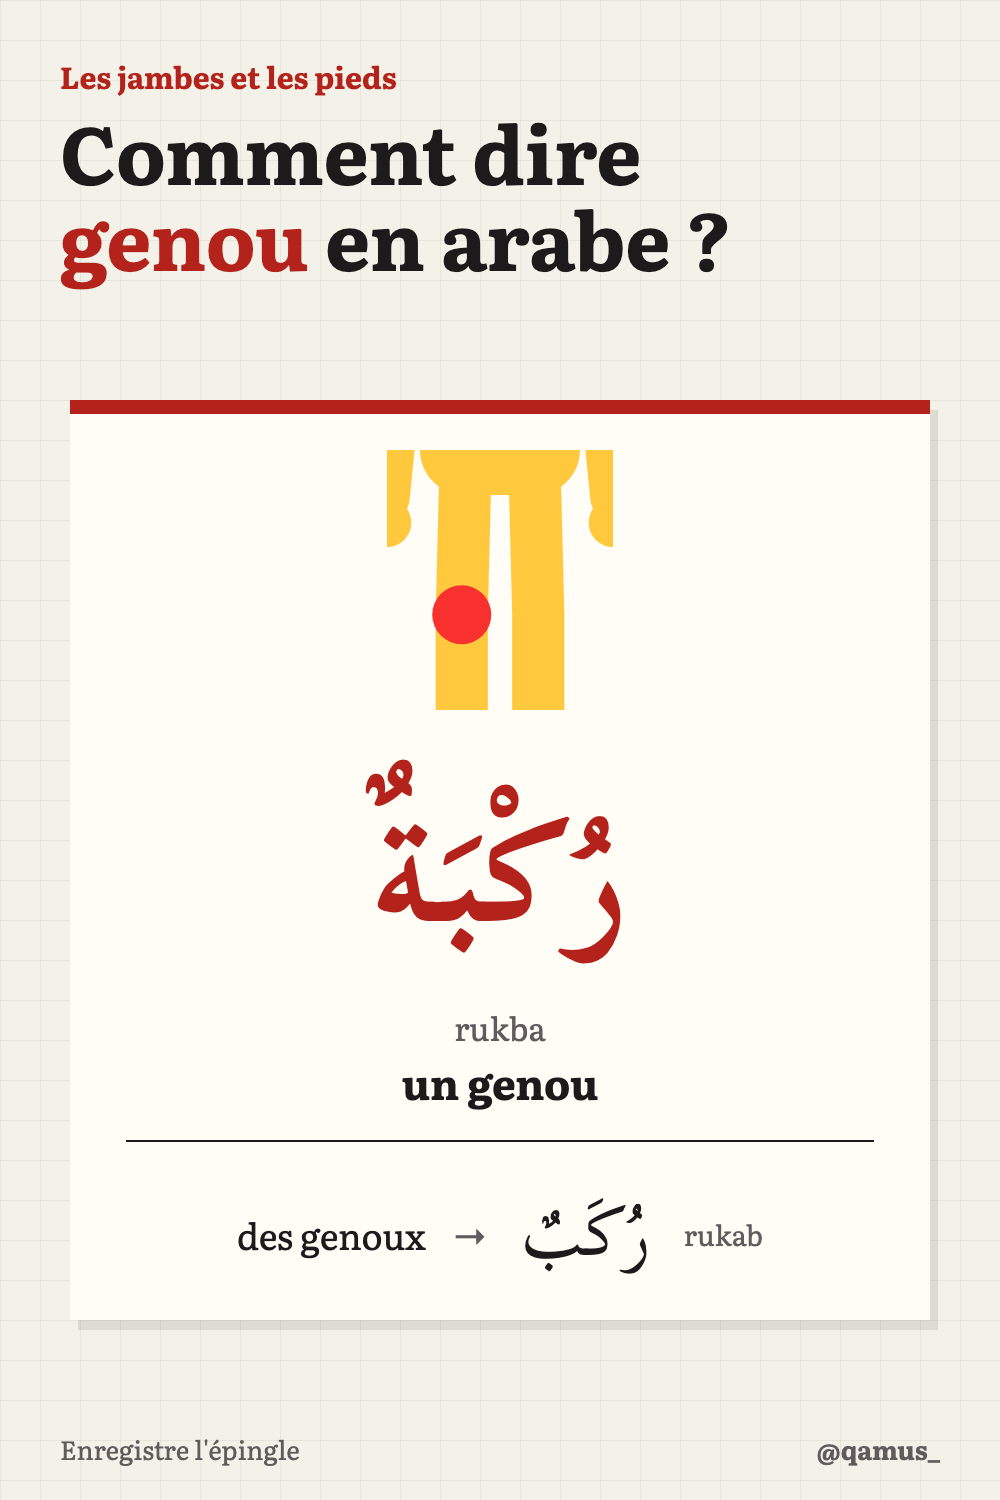 Les jambes et les pieds
Comment dire
genou en arabe ?
رُكْبَةٌ
rukba
un genou
des genoux → رُكَبٌ rukab
Enregistre l'épingle
@qamus_